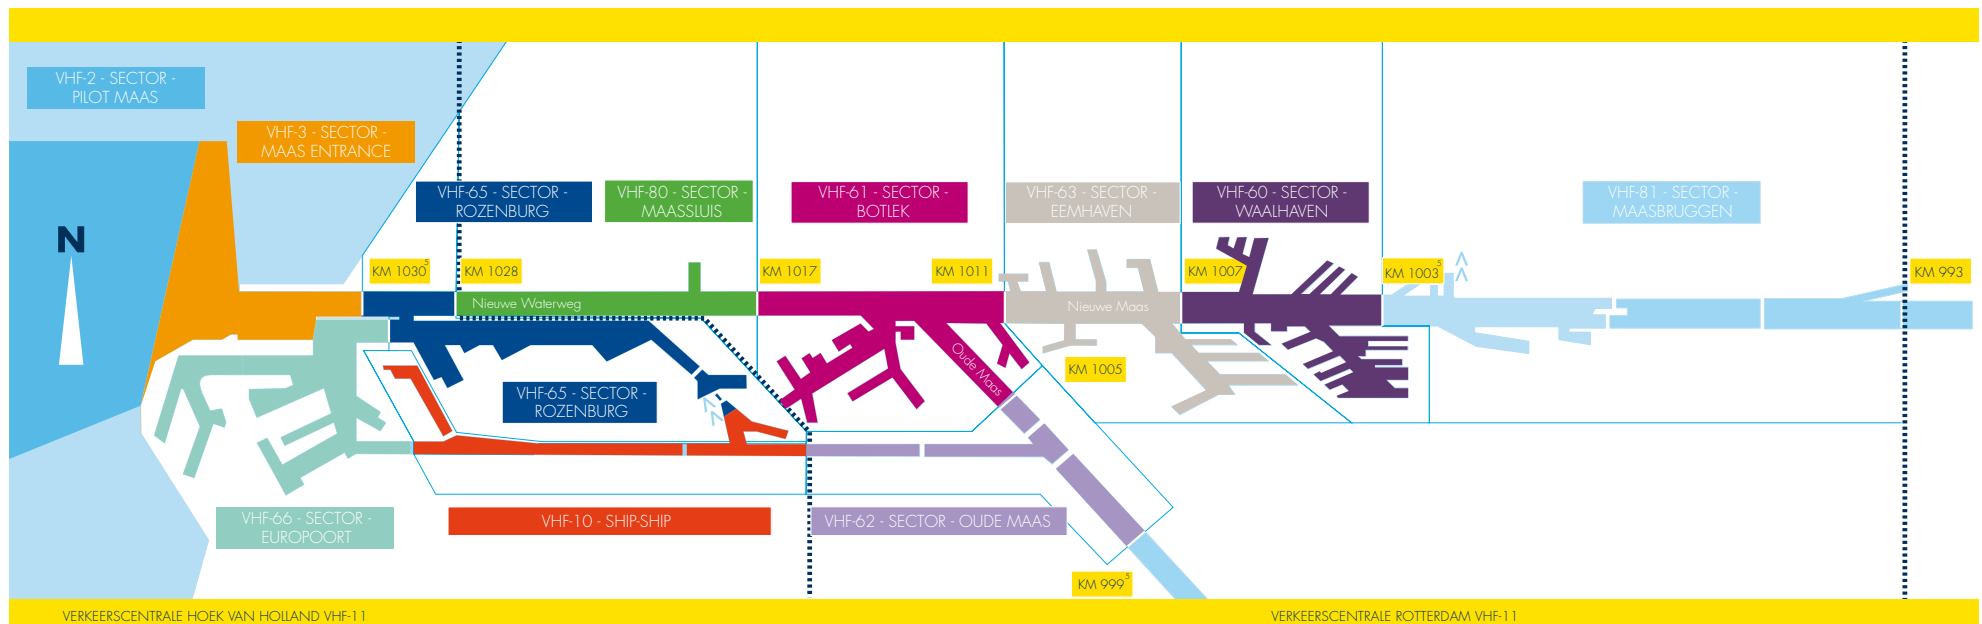 VHF-2 - SECTOR -
PILOT MAAS
VHF-3 - SECTOR -
MAAS ENTRANCE
VHF-65 - SECTOR -
ROZENBURG
VHF-80 - SECTOR -
MAASSLUIS
VHF-61 - SECTOR -
BOTLEK
VHF-63 - SECTOR -
EEMHAVEN
VHF-60 - SECTOR -
WAALHAVEN
VHF-81 - SECTOR -
MAASBRUGGEN
N
KM 1030⁵
KM 1028
KM 1017
KM 1011
KM 1007
KM 1003⁵
KM 993
Nieuwe Waterweg
Nieuwe Maas
Oude Maas
KM 1005
VHF-65 - SECTOR -
ROZENBURG
VHF-66 - SECTOR -
EUROPOORT
VHF-10 - SHIP-SHIP
VHF-62 - SECTOR - OUDE MAAS
KM 999⁵
VERKEERSCENTRALE HOEK VAN HOLLAND VHF-11
VERKEERSCENTRALE ROTTERDAM VHF-11